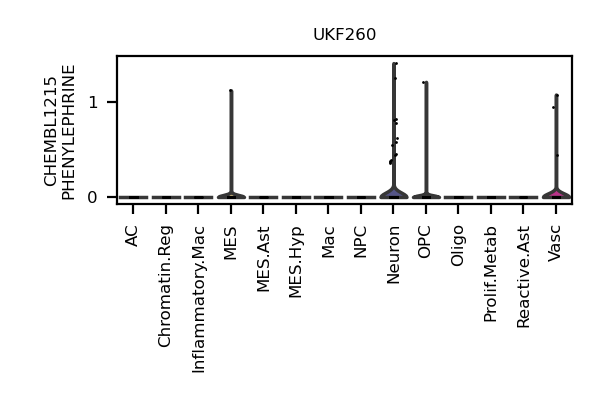 UKF260
CHEMBL1215
PHENYLEPHRINE
1
0
AC
Chromatin.Reg
Inflammatory.Mac
MES
MES.Ast
MES.Hyp
Mac
NPC
Neuron
OPC
Oligo
Prolif.Metab
Reactive.Ast
Vasc